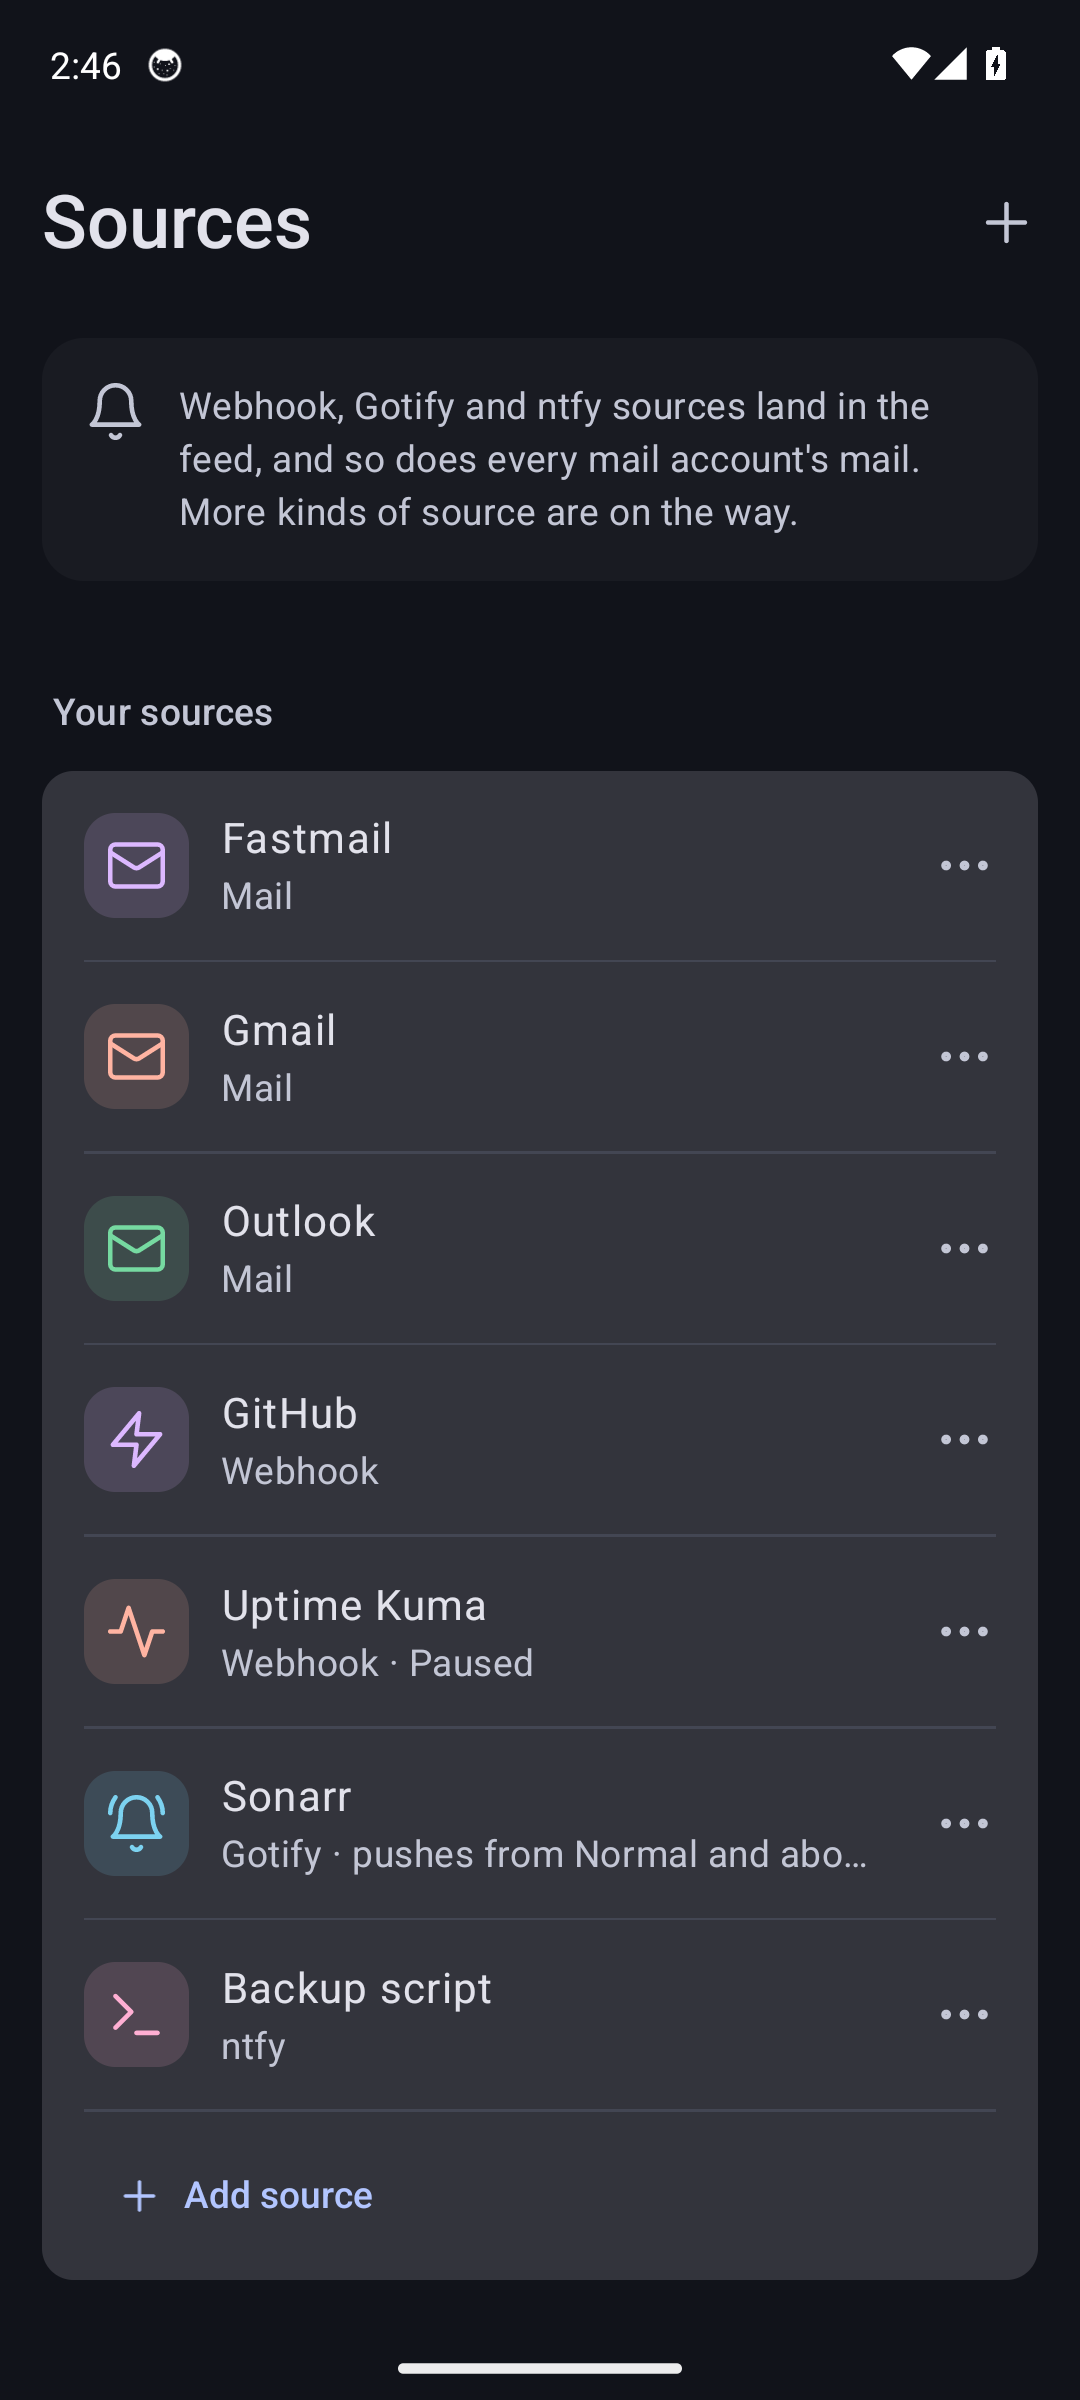 2:46
Sources
Webhook, Gotify and ntfy sources land in the
feed, and so does every mail account's mail.
More kinds of source are on the way.
Your sources
Fastmail
Mail
Gmail
Mail
Outlook
Mail
GitHub
Webhook
Uptime Kuma
Webhook · Paused
Sonarr
Gotify · pushes from Normal and abo…
Backup script
ntfy
Add source